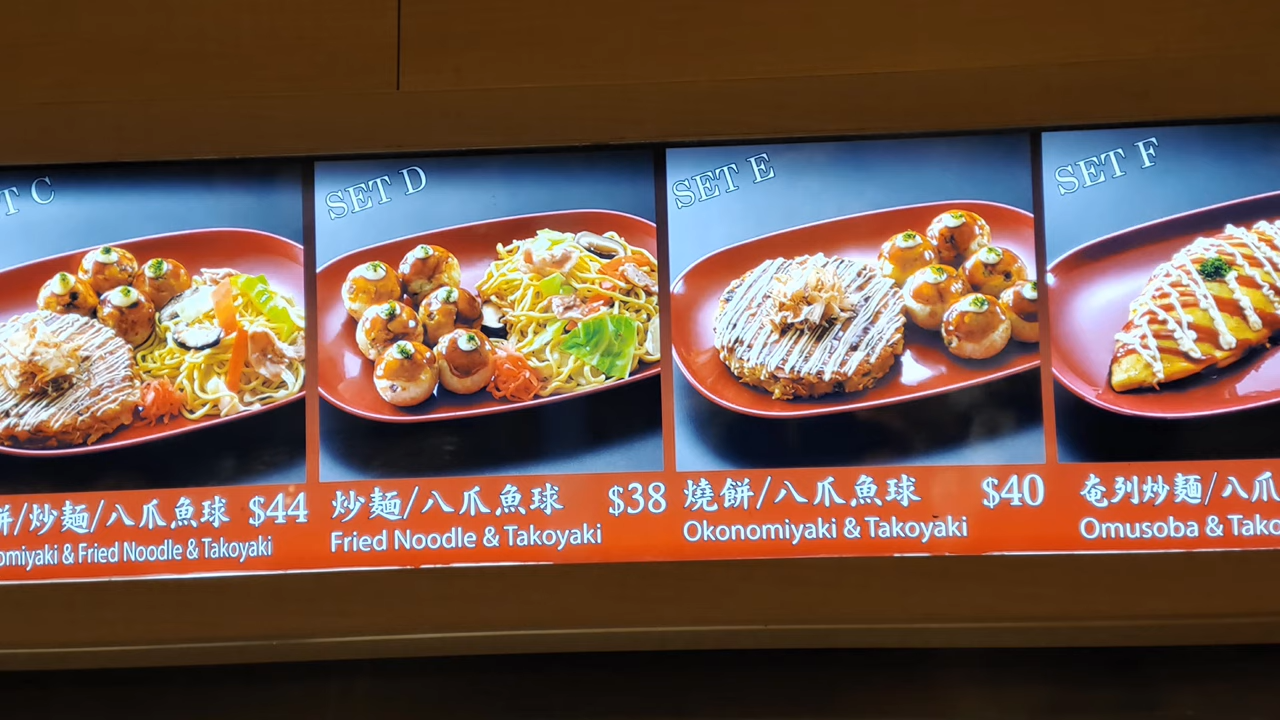 T C
餅/炒麵/八爪魚球 $44
omiyaki & Fried Noodle & Takoyaki
SET D
炒麵/八爪魚球 $38
Fried Noodle & Takoyaki
SET E
燒餅/八爪魚球 $40
Okonomiyaki & Takoyaki
SET F
奄列炒麵/八爪
Omusoba & Tako